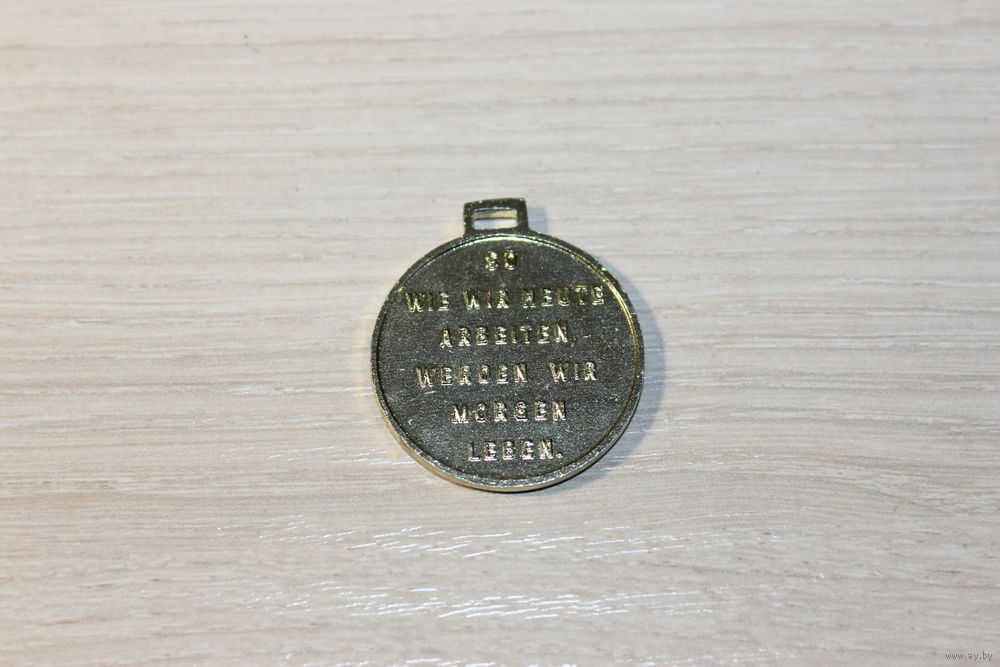 SO
WIE WIR HEUTE
ARBEITEN,
WERDEN WIR
MORGEN
LEBEN.
www.ay.by